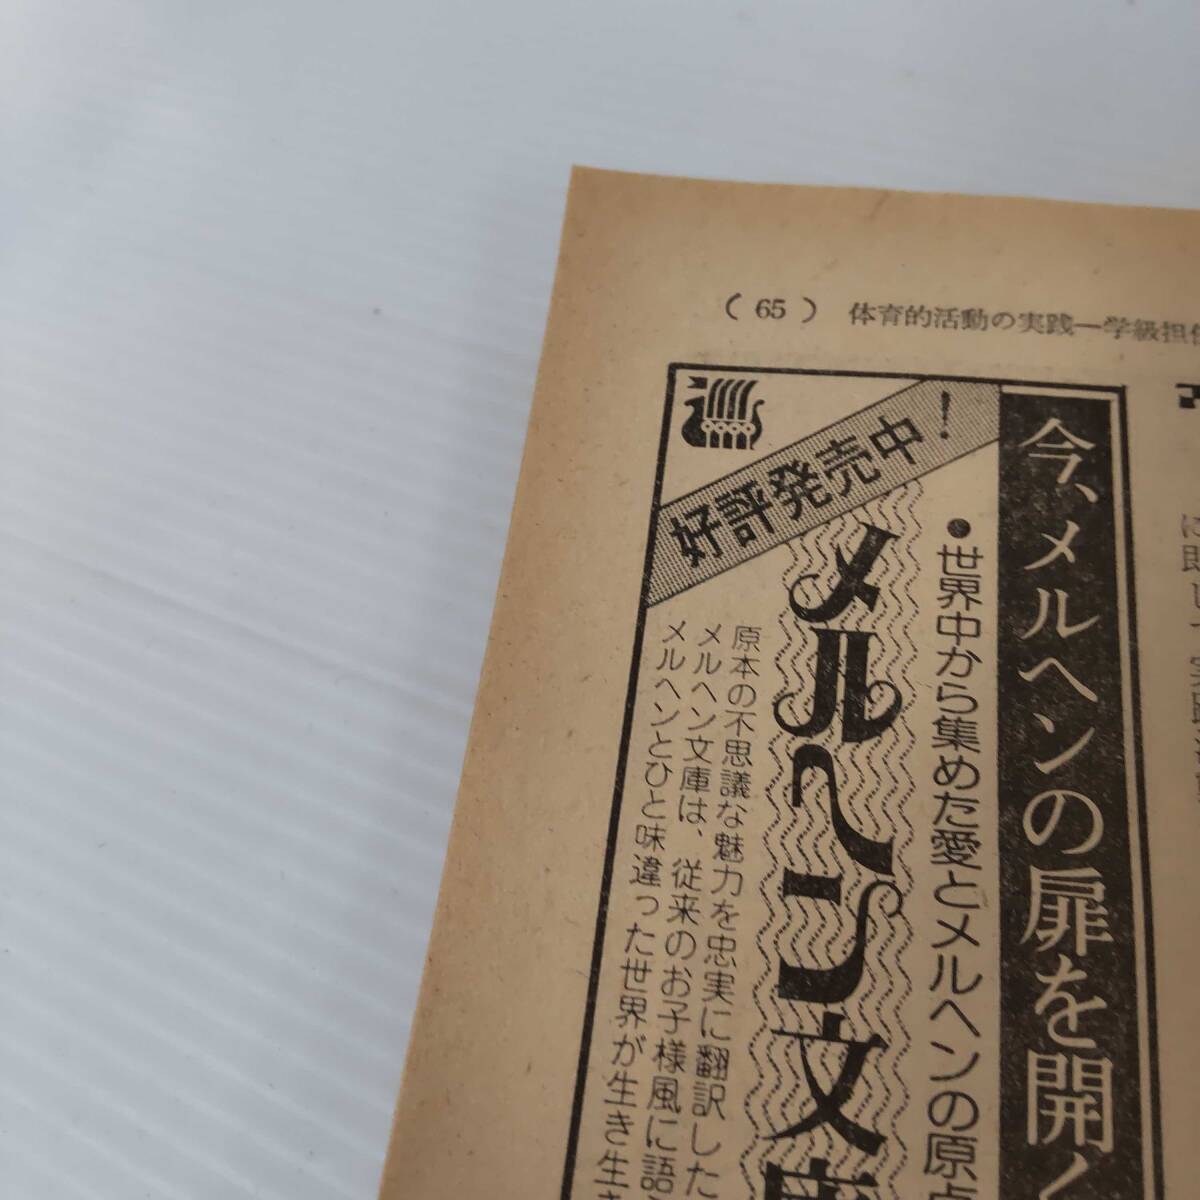 ( 65 ) 体育的活動の実践一学級担任
今、メルヘンの扉を開く
●世界中から集めた愛とメルヘンの原点
好評発売中!
メルヘン文庫
原本の不思議な魅力を忠実に翻訳した
メルヘン文庫は、従来のお子様風に語
メルヘンとひと味違った世界が生き生き